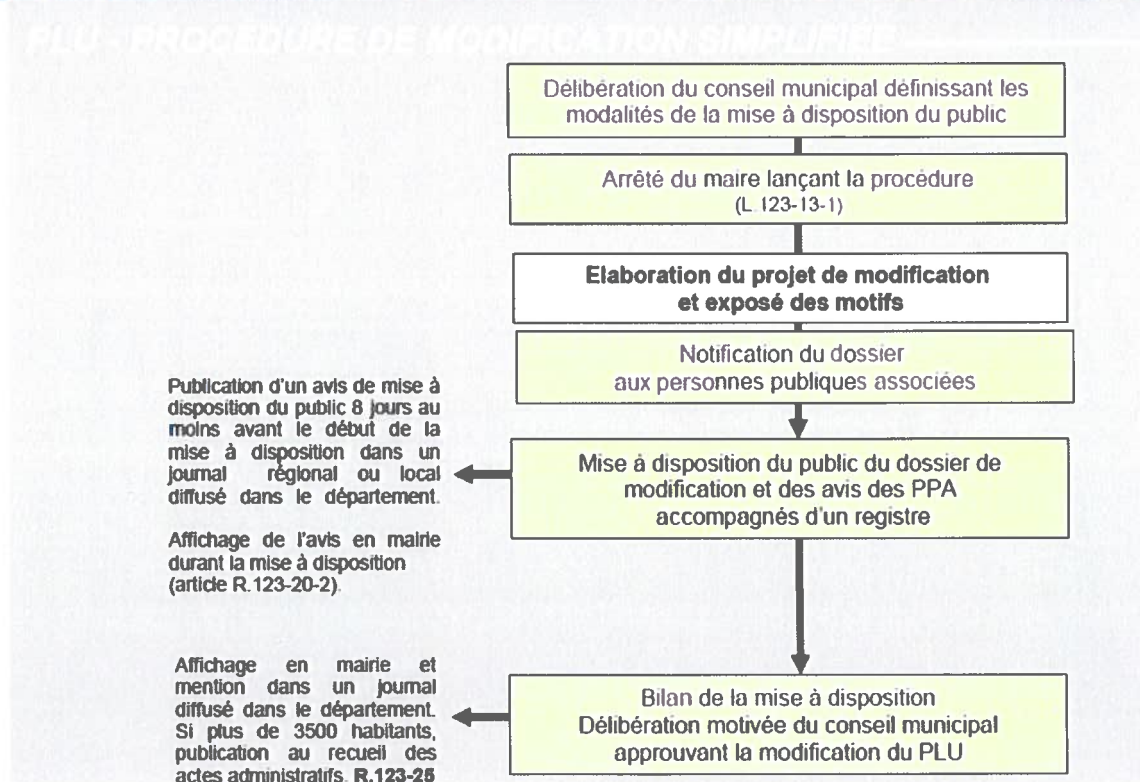 PLU - PROCEDURE DE MODIFICATION SIMPLIFIEE
Délibération du conseil municipal définissant les
modalités de la mise à disposition du public
Arrêté du maire lançant la procédure
(L.123-13-1)
Elaboration du projet de modification
et exposé des motifs
Notification du dossier
aux personnes publiques associées
Publication d'un avis de mise à
disposition du public 8 jours au
moins avant le début de la
mise à disposition dans un
journal régional ou local
diffusé dans le département.
Affichage de l'avis en mairie
durant la mise à disposition
(article R.123-20-2).
Mise à disposition du public du dossier de
modification et des avis des PPA
accompagnés d'un registre
Affichage en mairie et
mention dans un journal
diffusé dans le département.
Si plus de 3500 habitants,
publication au recueil des
actes administratifs. R.123-25
Bilan de la mise à disposition
Délibération motivée du conseil municipal
approuvant la modification du PLU